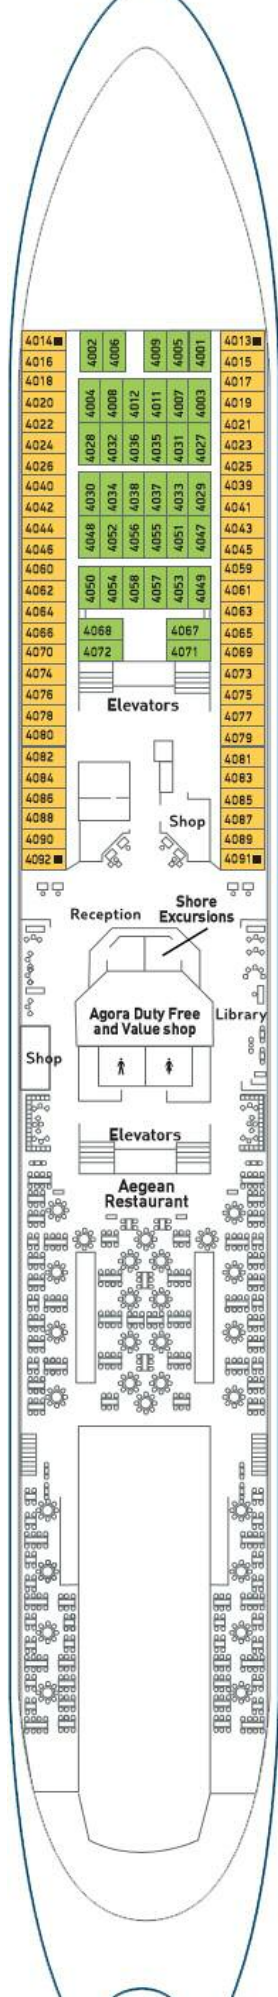 4014 4002 4006 4009 4005 4001 4013
4016 4015
4018 4017
4020 4004 4008 4012 4011 4007 4003 4019
4022 4021
4024 4028 4032 4036 4035 4031 4027 4023
4026 4025
4040 4030 4034 4038 4037 4033 4029 4039
4042 4041
4044 4048 4052 4056 4055 4051 4047 4043
4046 4045
4060 4059
4062 4050 4054 4058 4057 4053 4049 4061
4064 4063
4066 4068 4067 4065
4070 4072 4071 4069
4074 4073
4076 4075
Elevators
4078 4077
4080 4079
4082 4081
4084 4083
4086 4085
4088 Shop 4087
4090 4089
4092 4091
Shore
Reception Excursions
Agora Duty Free Library
and Value shop
Shop
Elevators
Aegean
Restaurant